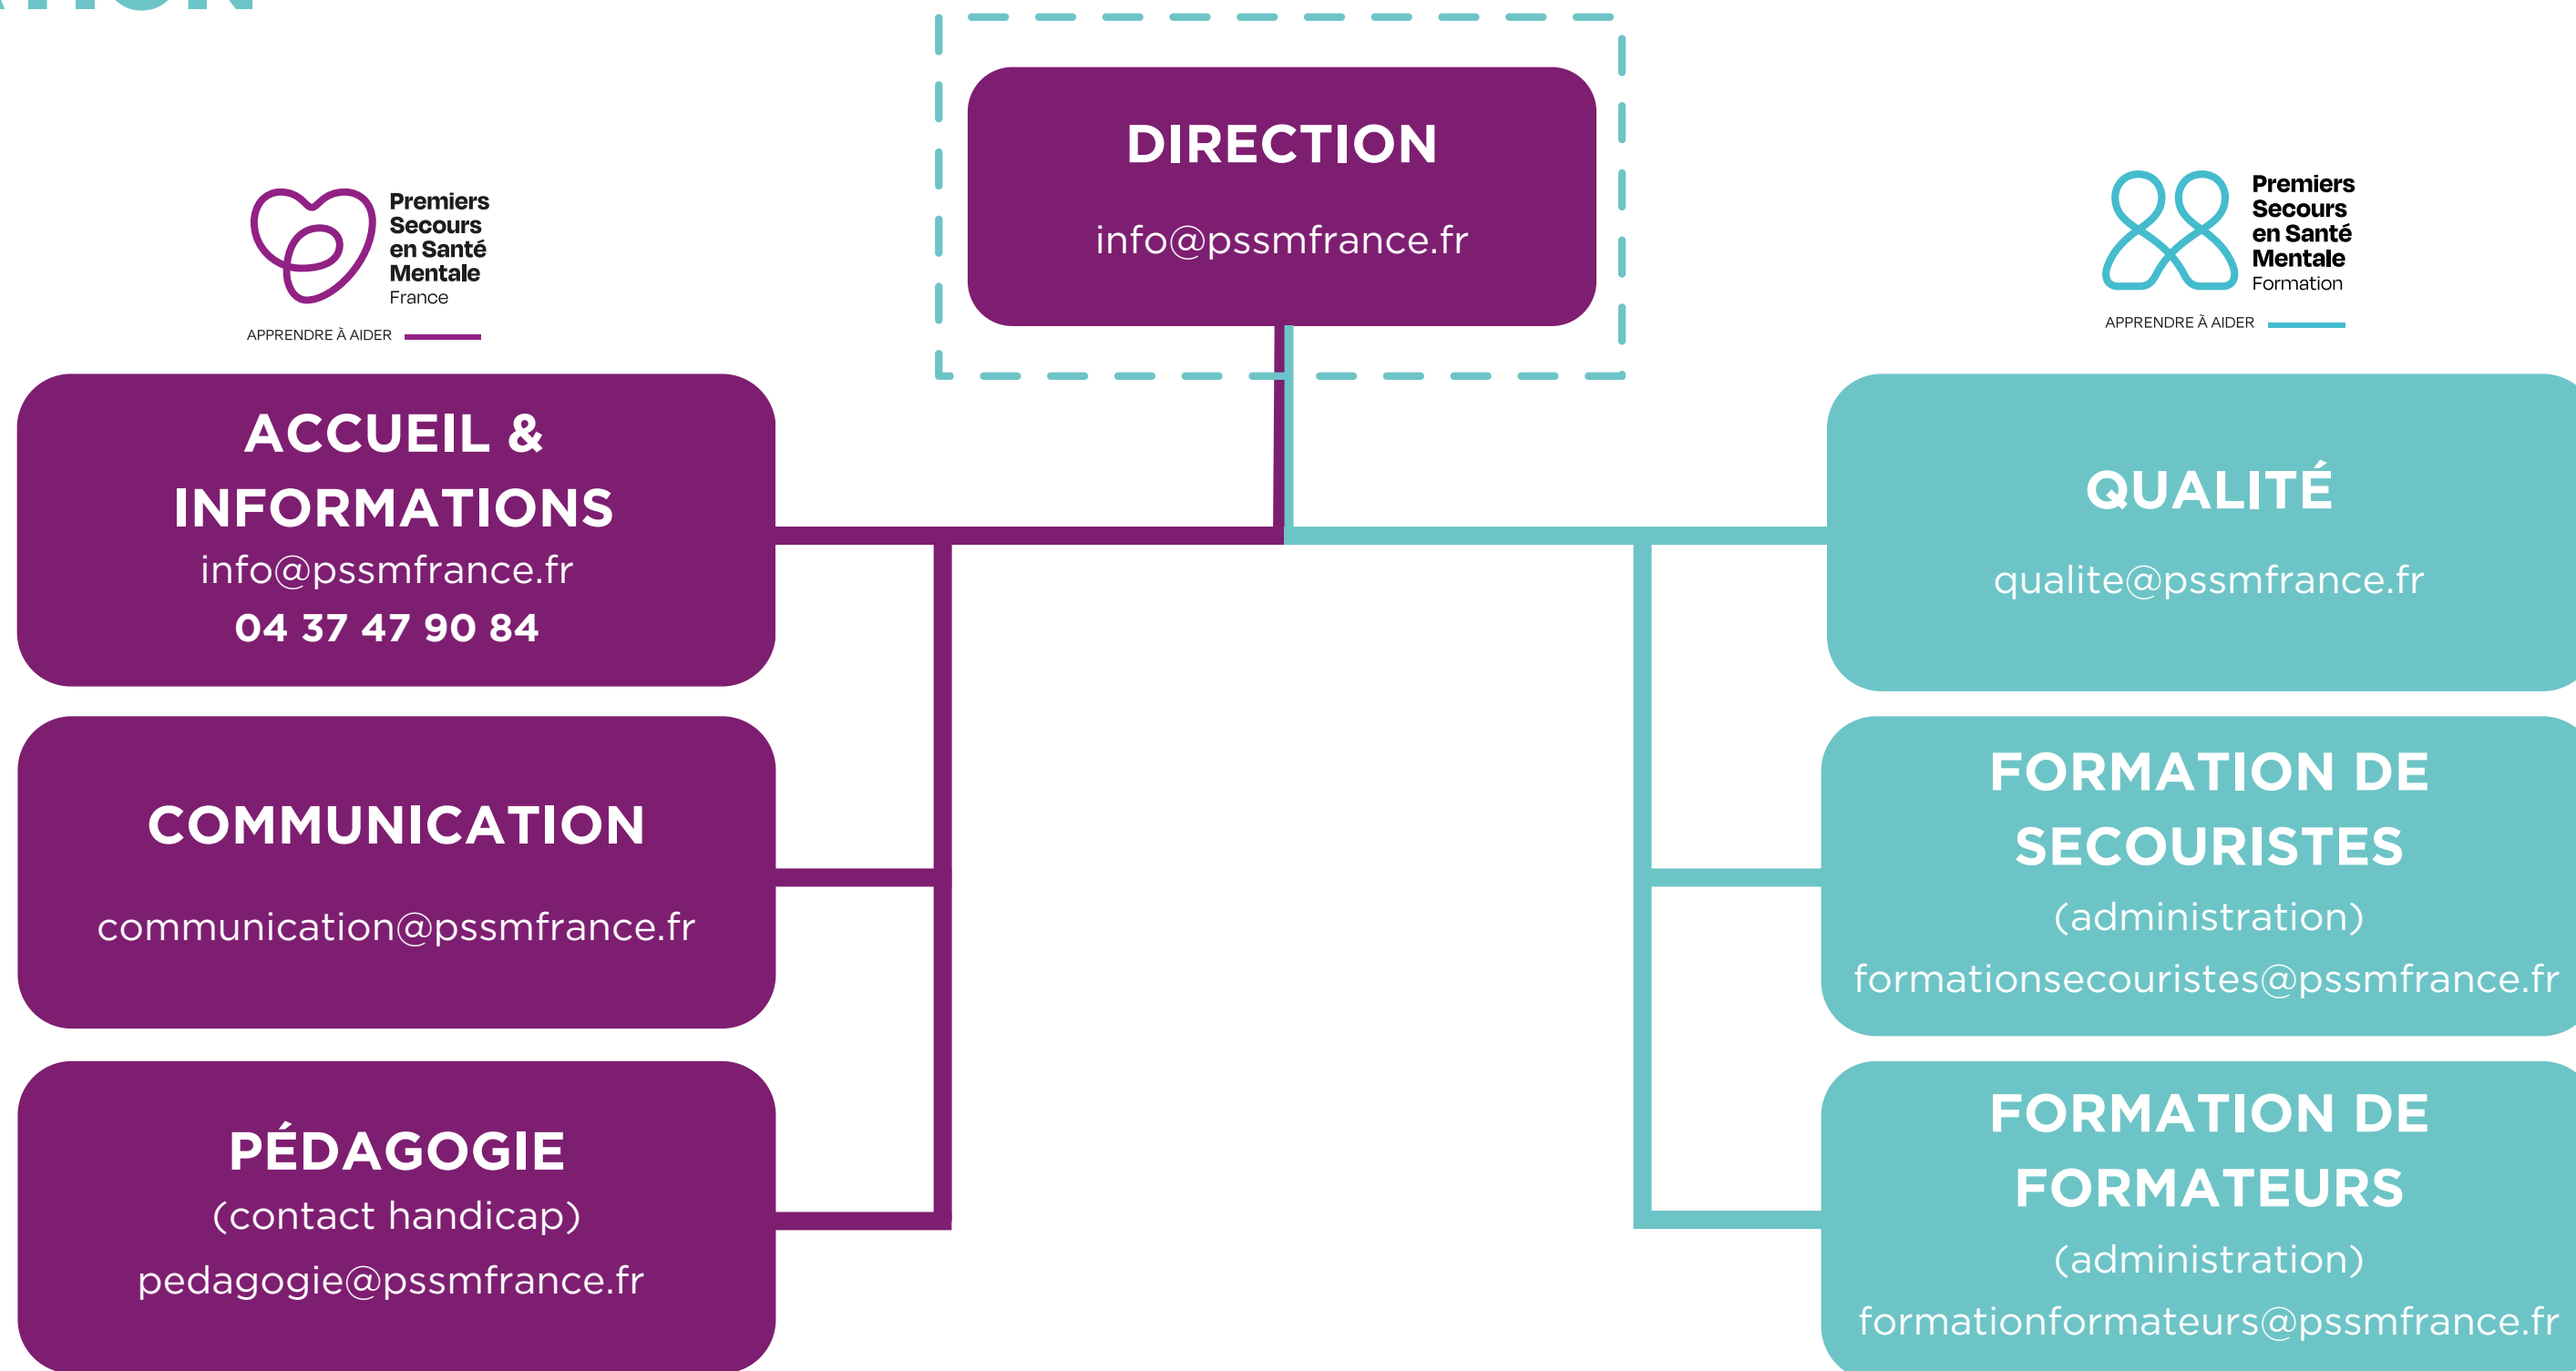 DIRECTION
info@pssmfrance.fr
Premiers
Secours
en Santé
Mentale
France
APPRENDRE À AIDER
Premiers
Secours
en Santé
Mentale
Formation
APPRENDRE À AIDER
ACCUEIL &
INFORMATIONS
info@pssmfrance.fr
04 37 47 90 84
COMMUNICATION
communication@pssmfrance.fr
PÉDAGOGIE
(contact handicap)
pedagogie@pssmfrance.fr
QUALITÉ
qualite@pssmfrance.fr
FORMATION DE
SECOURISTES
(administration)
formationsecouristes@pssmfrance.fr
FORMATION DE
FORMATEURS
(administration)
formationformateurs@pssmfrance.fr